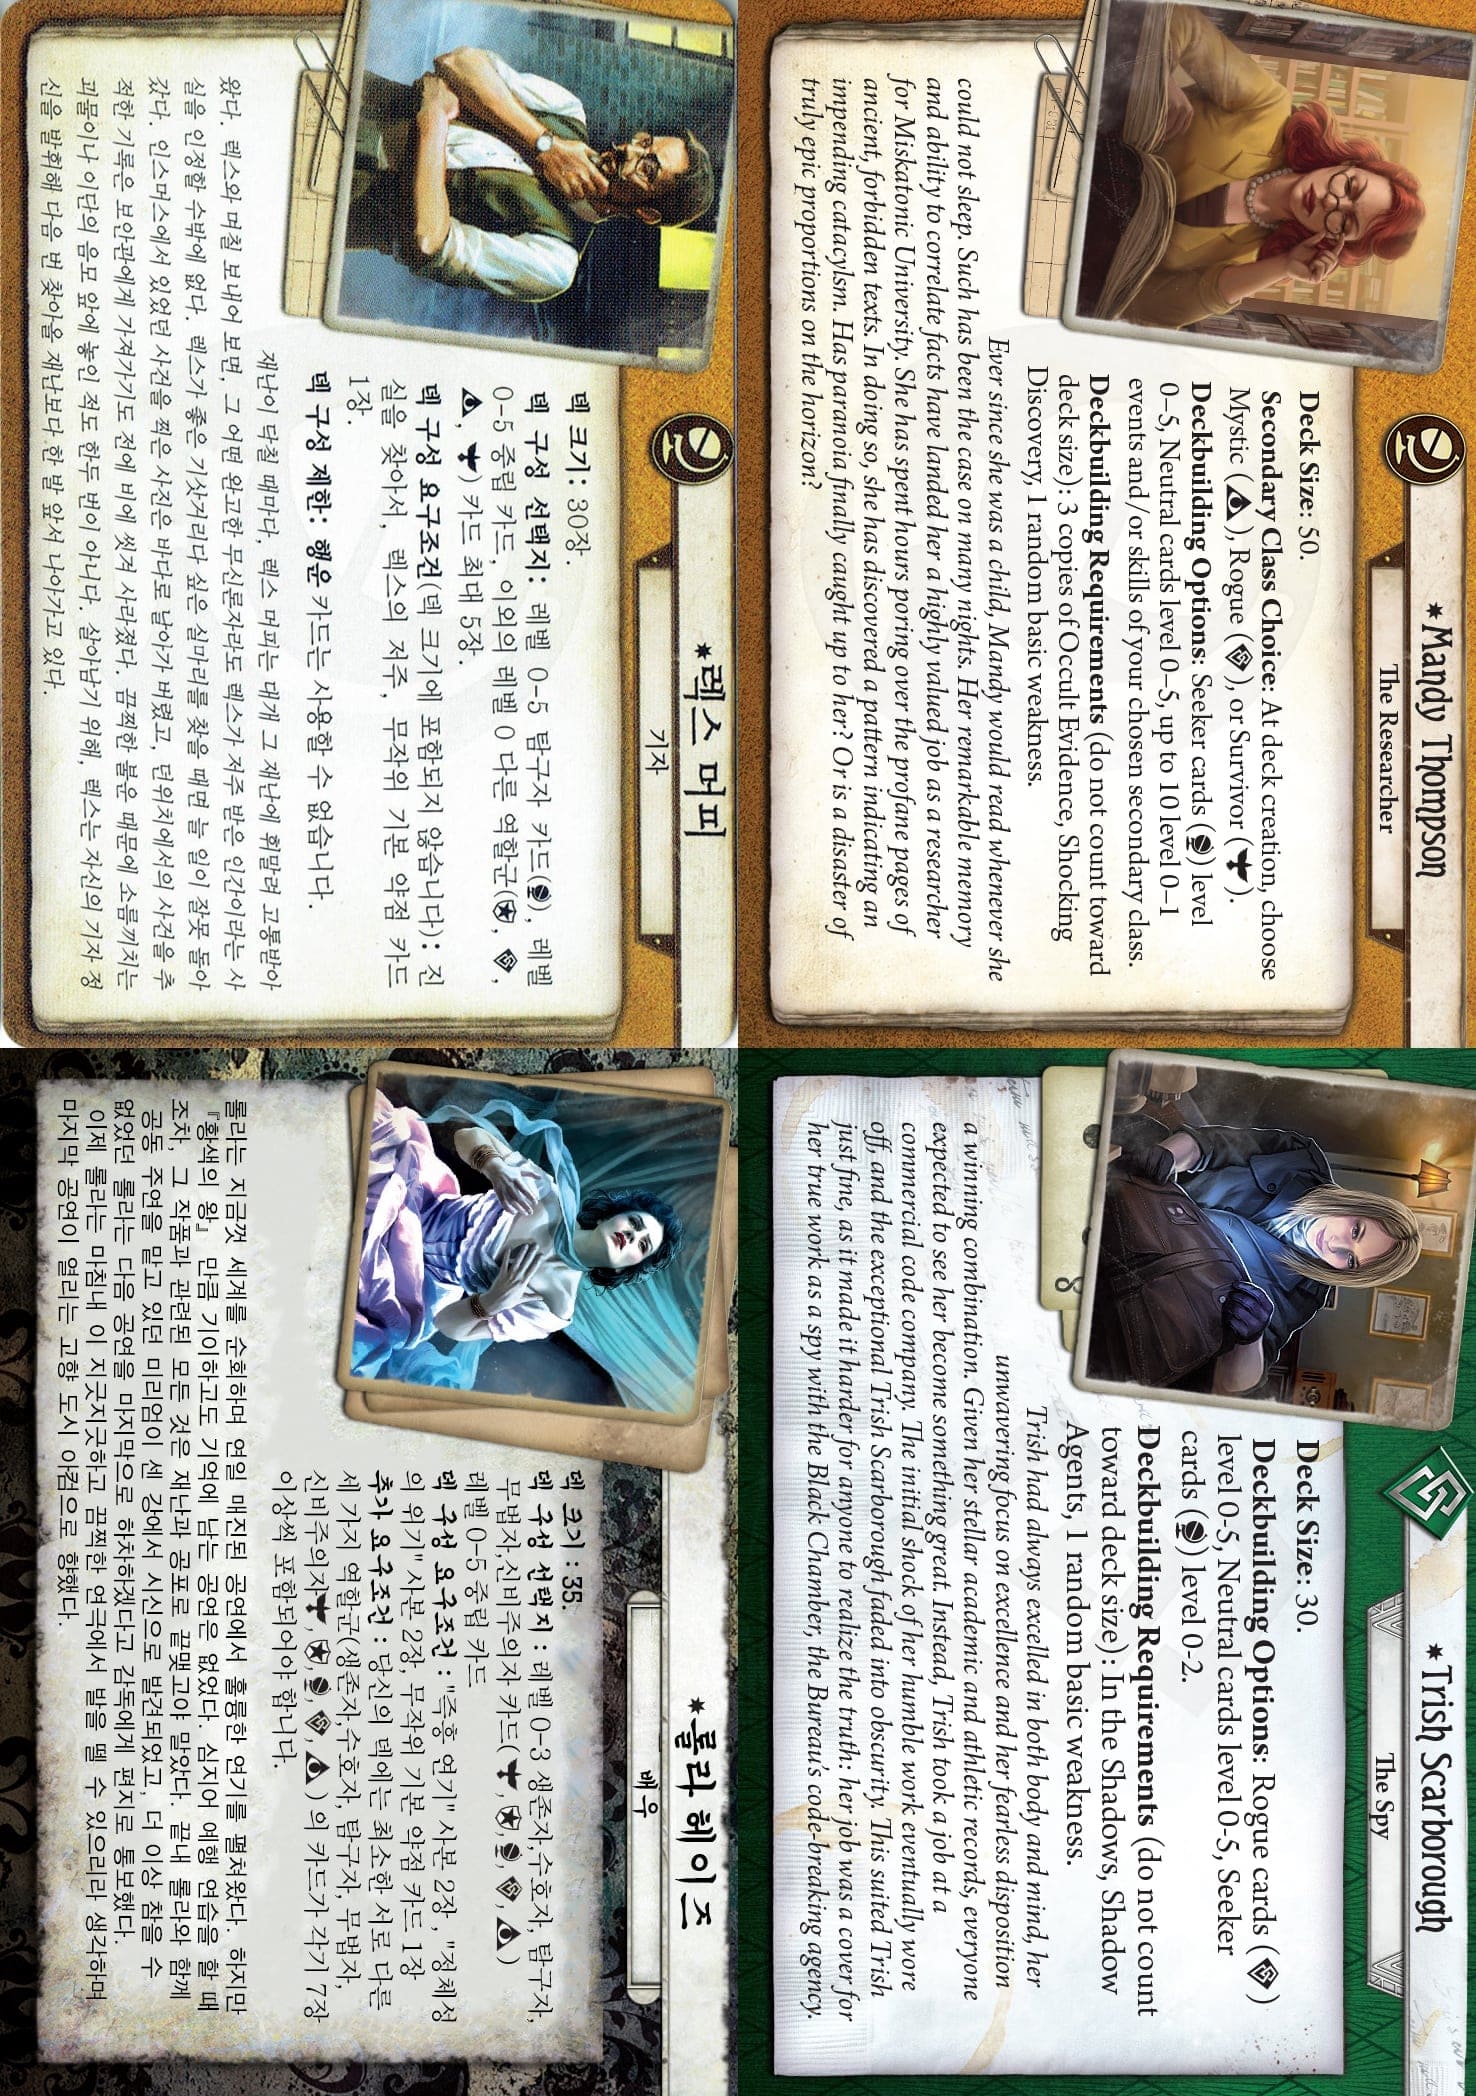 ✷Mandy Thompson
The Researcher
Deck Size: 50.
Secondary Class Choice: At deck creation, choose
Mystic (), Rogue (), or Survivor ().
Deckbuilding Options: Seeker cards () level
0–5, Neutral cards level 0–5, up to 10 level 0–1
events and/or skills of your chosen secondary class.
Deckbuilding Requirements (do not count toward
deck size): 3 copies of Occult Evidence, Shocking
Discovery, 1 random basic weakness.
Ever since she was a child, Mandy would read whenever she
could not sleep. Such has been the case on many nights. Her remarkable memory
and ability to correlate facts have landed her a highly valued job as a researcher
for Miskatonic University. She has spent hours poring over the profane pages of
ancient, forbidden texts. In doing so, she has discovered a pattern indicating an
impending cataclysm. Has paranoia finally caught up to her? Or is a disaster of
truly epic proportions on the horizon?
✷Trish Scarborough
The Spy
Deck Size: 30.
Deckbuilding Options: Rogue cards ()
level 0-5, Neutral cards level 0-5, Seeker
cards () level 0-2.
Deckbuilding Requirements (do not count
toward deck size): In the Shadows, Shadow
Agents, 1 random basic weakness.
Trish had always excelled in both body and mind, her
unwavering focus on excellence and her fearless disposition
a winning combination. Given her stellar academic and athletic records, everyone
expected to see her become something great. Instead, Trish took a job at a
commercial code company. The initial shock of her humble work eventually wore
off, and the exceptional Trish Scarborough faded into obscurity. This suited Trish
just fine, as it made it harder for anyone to realize the truth: her job was a cover for
her true work as a spy with the Black Chamber, the Bureau's code-breaking agency.
✷렉스 머피
기자
덱 크기: 30장.
덱 구성 선택지: 레벨 0-5 탐구자 카드(), 레벨
0-5 중립 카드, 이외의 레벨 0 다른 역할군(, ,
, ) 카드 최대 5장.
덱 구성 요구조건(덱 크기에 포함되지 않습니다): 진
실을 찾아서, 렉스의 저주, 무작위 기본 약점 카드
1장.
덱 구성 제한: 행운 카드는 사용할 수 없습니다.
재난이 닥칠 때마다, 렉스 머피는 대개 그 재난에 휘말려 고통받아
왔다. 렉스와 며칠 보내어 보면, 그 어떤 완고한 무신론자라도 렉스가 저주 받은 인간이라는 사
실을 인정할 수밖에 없다. 렉스가 좋은 기삿거리다 싶은 실마리를 찾을 때면 늘 일이 잘못 돌아
갔다. 인스머스에서 있었던 사건을 찍은 사진은 바다로 날아가 버렸고, 던위치에서의 사건을 추
적한 기록은 보안관에게 가져가기도 전에 비에 씻겨 사라졌다. 끔찍한 불운 때문에 소름끼치는
괴물이나 이단의 음모 앞에 놓인 적도 한두 번이 아니다. 살아남기 위해, 렉스는 자신의 기자 정
신을 발휘해 다음 번 찾아올 재난보다 한 발 앞서 나아가고 있다.
✷롤라 헤이즈
배우
덱 크기 : 35.
덱 구성 선택지 : 레벨 0-3 생존자,수호자, 탐구자,
무법자,신비주의자 카드(, , , , )
레벨 0-5 중립 카드
덱 구성 요구조건 : "즉흥 연기" 사본 2장 , "정체성
의 위기" 사본 2장, 무작위 기본 약점 카드 1장
추가 요구조건 : 당신의 덱에는 최소한 서로 다른
세 가지 역할군(생존자,수호자, 탐구자, 무법자,
신비주의자, , , , ) 의 카드가 각기 7장
이상씩 포함되어야 합니다.
롤라는 지금껏 세계를 순회하며 연일 매진된 공연에서 훌륭한 연기를 펼쳐왔다. 하지만
『황색의 왕』 만큼 기이하고도 기억에 남는 공연은 없었다. 심지어 예행 연습을 할 때
조차, 그 작품과 관련된 모든 것은 재난과 공포로 끝맺고야 말았다. 끝내 롤라와 함께
공동 주연을 맡고 있던 미리엄이 센 강에서 시신으로 발견되었고, 더 이상 참을 수
없었던 롤라는 다음 공연을 마지막으로 하차하겠다고 감독에게 편지로 통보했다.
이제 롤라는 마침내 이 지긋지긋하고 끔찍한 연극에서 발을 뗄 수 있으리라 생각하며
마지막 공연이 열리는 고향 도시 아컴으로 향했다.